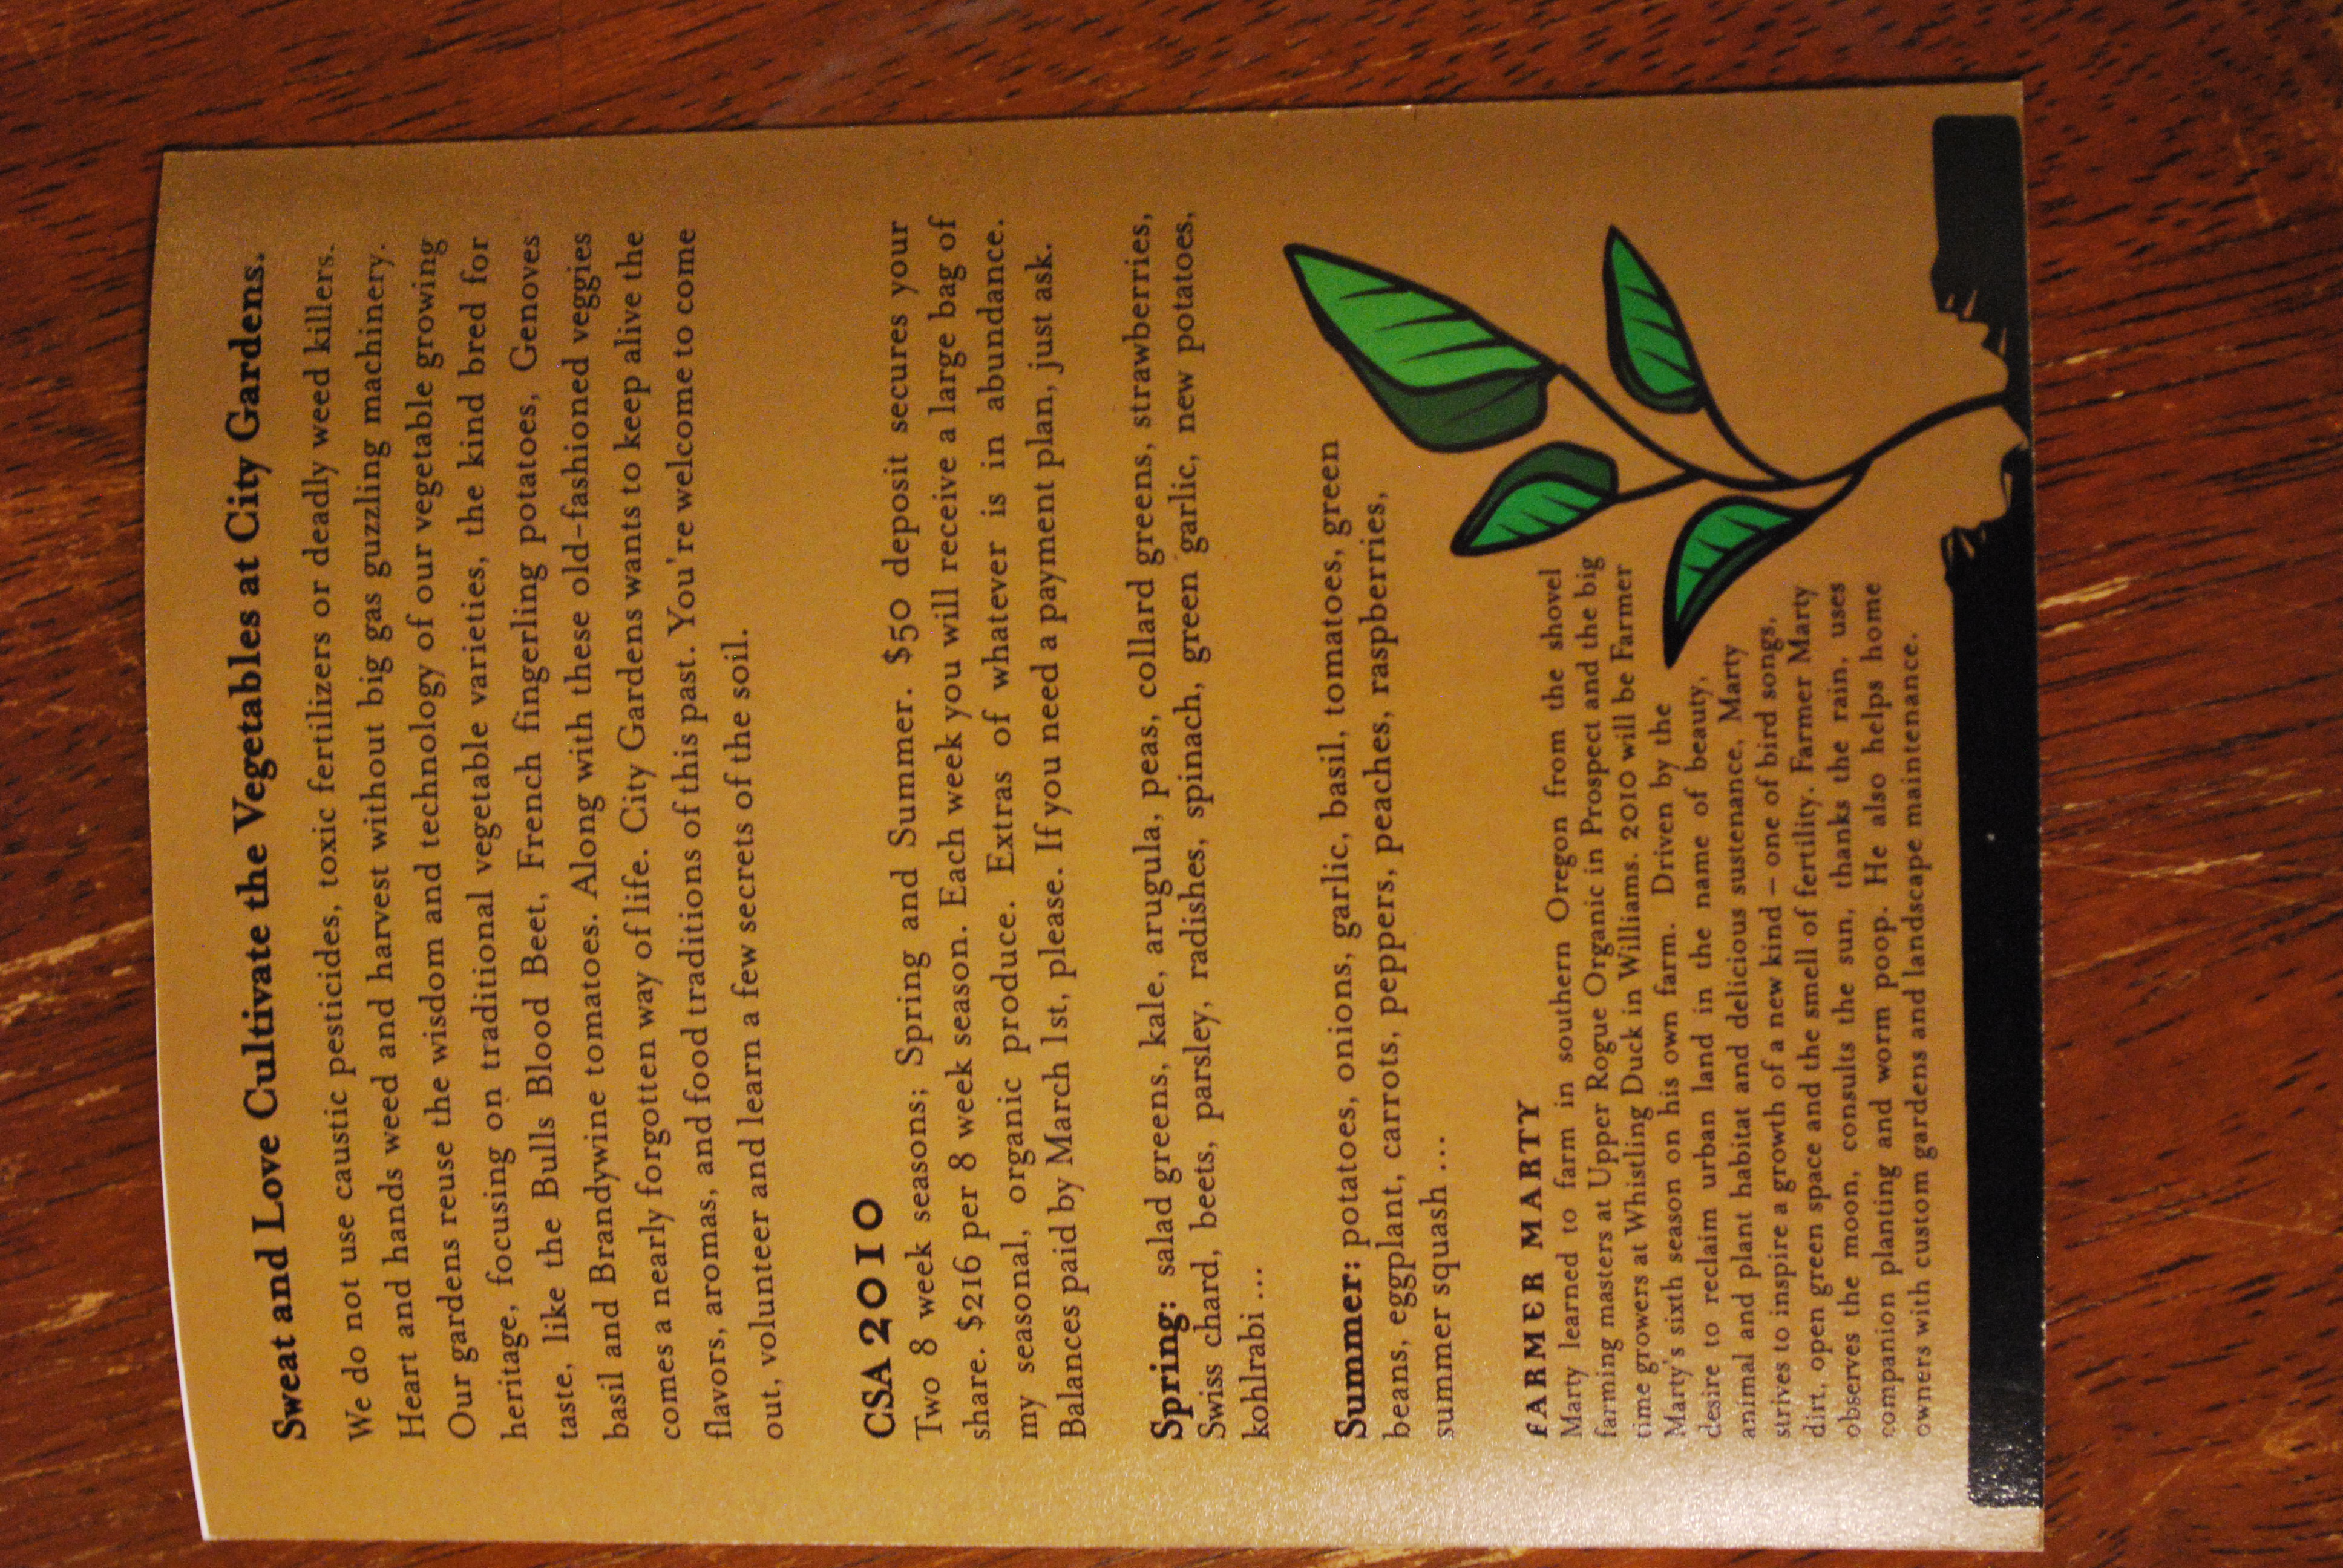 Sweat and Love Cultivate the Vegetables at City Gardens.
We do not use caustic pesticides, toxic fertilizers or deadly weed killers.
Heart and hands weed and harvest without big gas guzzling machinery.
Our gardens reuse the wisdom and technology of our vegetable growing
heritage, focusing on traditional vegetable varieties, the kind bred for
taste, like the Bulls Blood Beet, French fingerling potatoes, Genoves
basil and Brandywine tomatoes. Along with these old-fashioned veggies
comes a nearly forgotten way of life. City Gardens wants to keep alive the
flavors, aromas, and food traditions of this past. You're welcome to come
out, volunteer and learn a few secrets of the soil.
CSA 2010
Two 8 week seasons; Spring and Summer. $50 deposit secures your
share. $216 per 8 week season. Each week you will receive a large bag of
my seasonal, organic produce. Extras of whatever is in abundance.
Balances paid by March 1st, please. If you need a payment plan, just ask.
Spring: salad greens, kale, arugula, peas, collard greens, strawberries,
Swiss chard, beets, parsley, radishes, spinach, green garlic, new potatoes,
kohlrabi ...
Summer: potatoes, onions, garlic, basil, tomatoes, green
beans, eggplant, carrots, peppers, peaches, raspberries,
summer squash ...
FARMER MARTY
Marty learned to farm in southern Oregon from the shovel
farming masters at Upper Rogue Organic in Prospect and the big
time growers at Whistling Duck in Williams. 2010 will be Farmer
Marty's sixth season on his own farm. Driven by the
desire to reclaim urban land in the name of beauty,
animal and plant habitat and delicious sustenance, Marty
strives to inspire a growth of a new kind – one of bird songs,
dirt, open green space and the smell of fertility. Farmer Marty
observes the moon, consults the sun, thanks the rain, uses
companion planting and worm poop. He also helps home
owners with custom gardens and landscape maintenance.